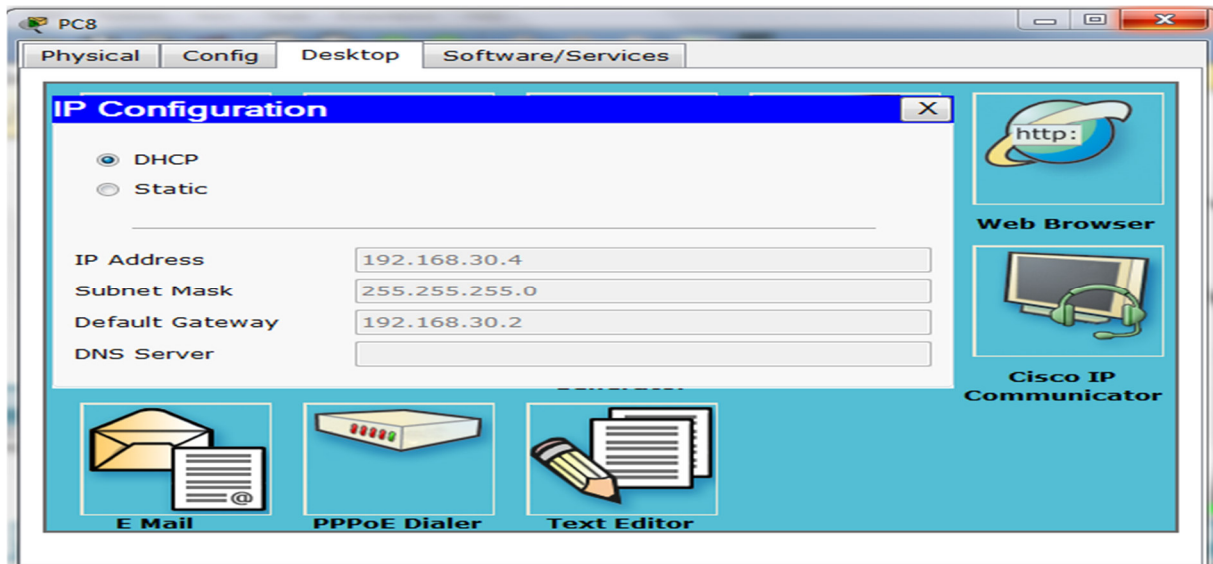 PC8
Physical Config Desktop Software/Services
IP Configuration X
http:
DHCP
Static
Web Browser
IP Address 192.168.30.4
Subnet Mask 255.255.255.0
Default Gateway 192.168.30.2
DNS Server
Cisco IP
Communicator
@
E Mail PPPoE Dialer Text Editor